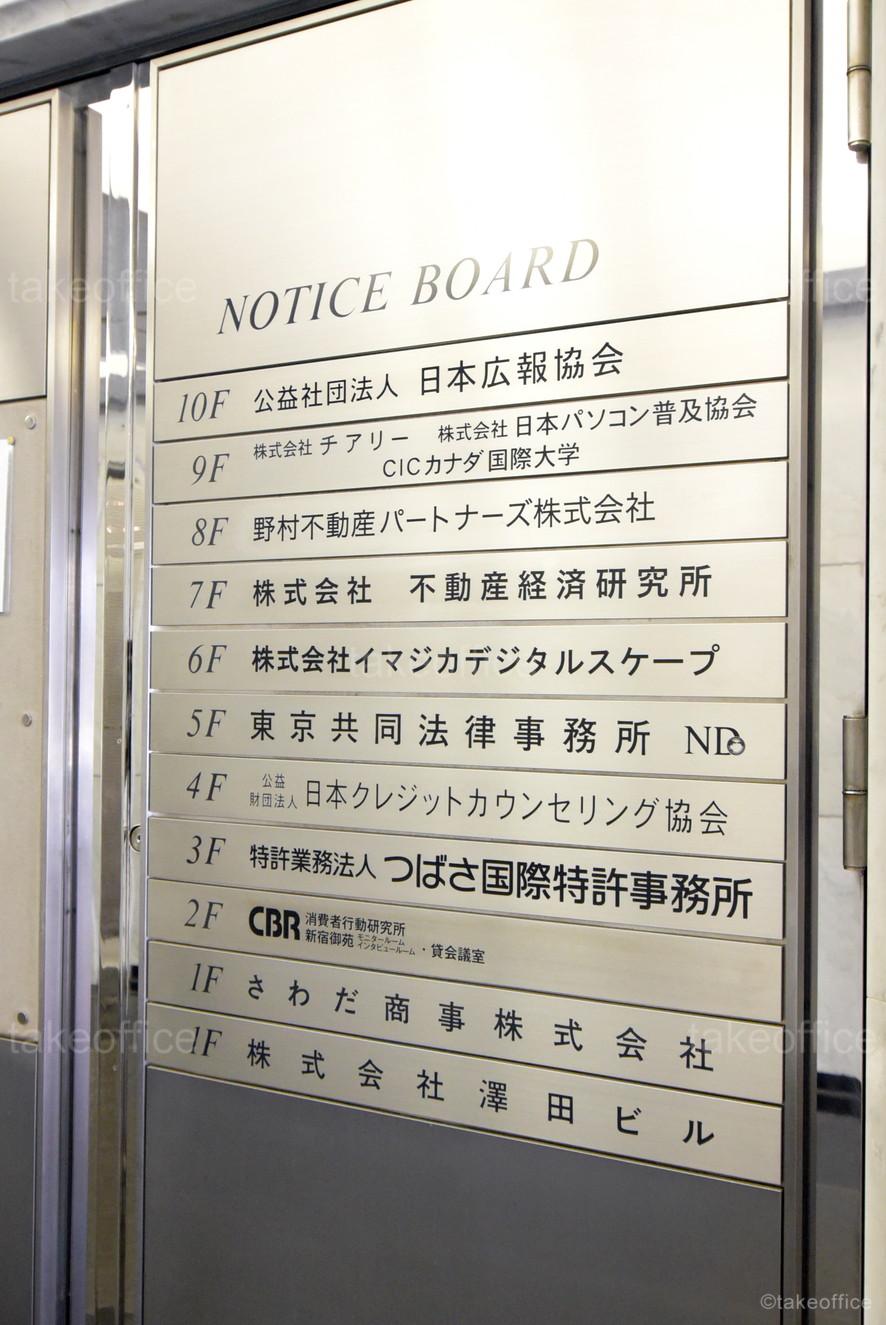 NOTICE BOARD
10F 公益社団法人 日本広報協会
9F 株式会社 チアリー 株式会社 日本パソコン普及協会
CICカナダ国際大学
8F 野村不動産パートナーズ株式会社
7F 株式会社 不動産経済研究所
6F 株式会社イマジカデジタルスケープ
5F 東京共同法律事務所
4F 公益
財団法人 日本クレジットカウンセリング協会
3F 特許業務法人 つばさ国際特許事務所
2F CBR 消費者行動研究所
新宿御苑 モニタールーム
インタビュールーム ・貸会議室
1F さわだ商事株式会社
1F 株式会社澤田ビル
takeoffice
takeoffice
takeoffice
takeoffice
takeoffice
©takeoffice